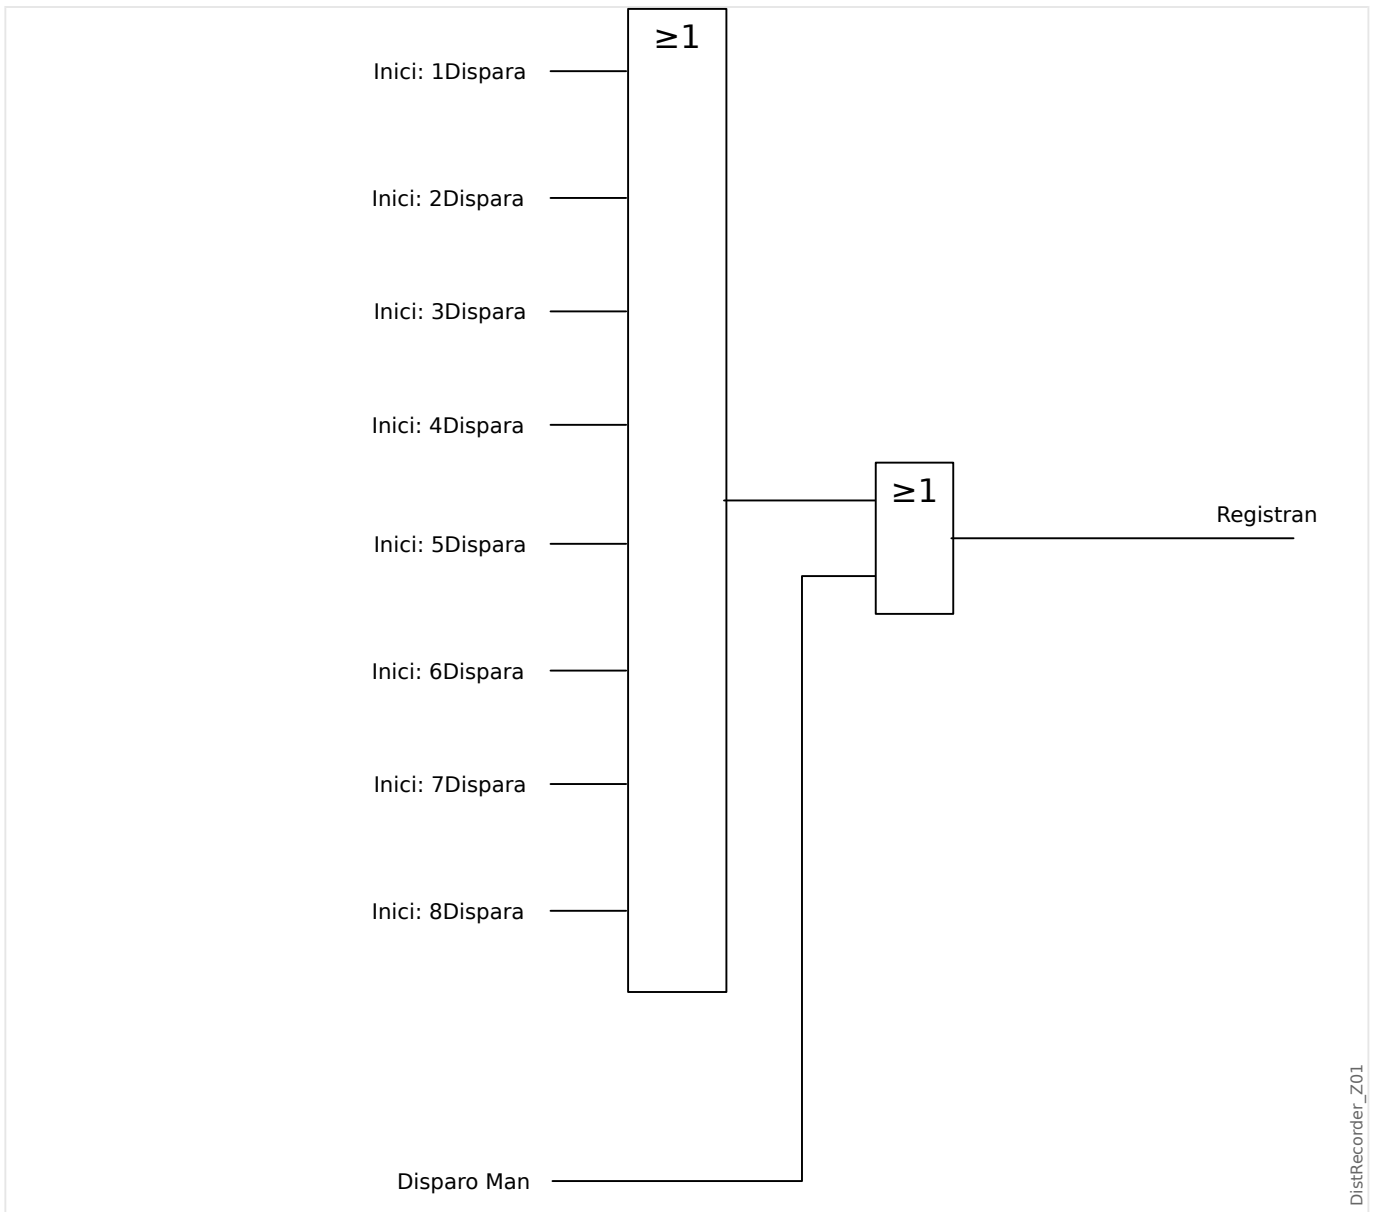 ≥1
Inici: 1Dispara
Inici: 2Dispara
Inici: 3Dispara
Inici: 4Dispara
≥1
Registran
Inici: 5Dispara
Inici: 6Dispara
Inici: 7Dispara
Inici: 8Dispara
Disparo Man
DistRecorder_Z01